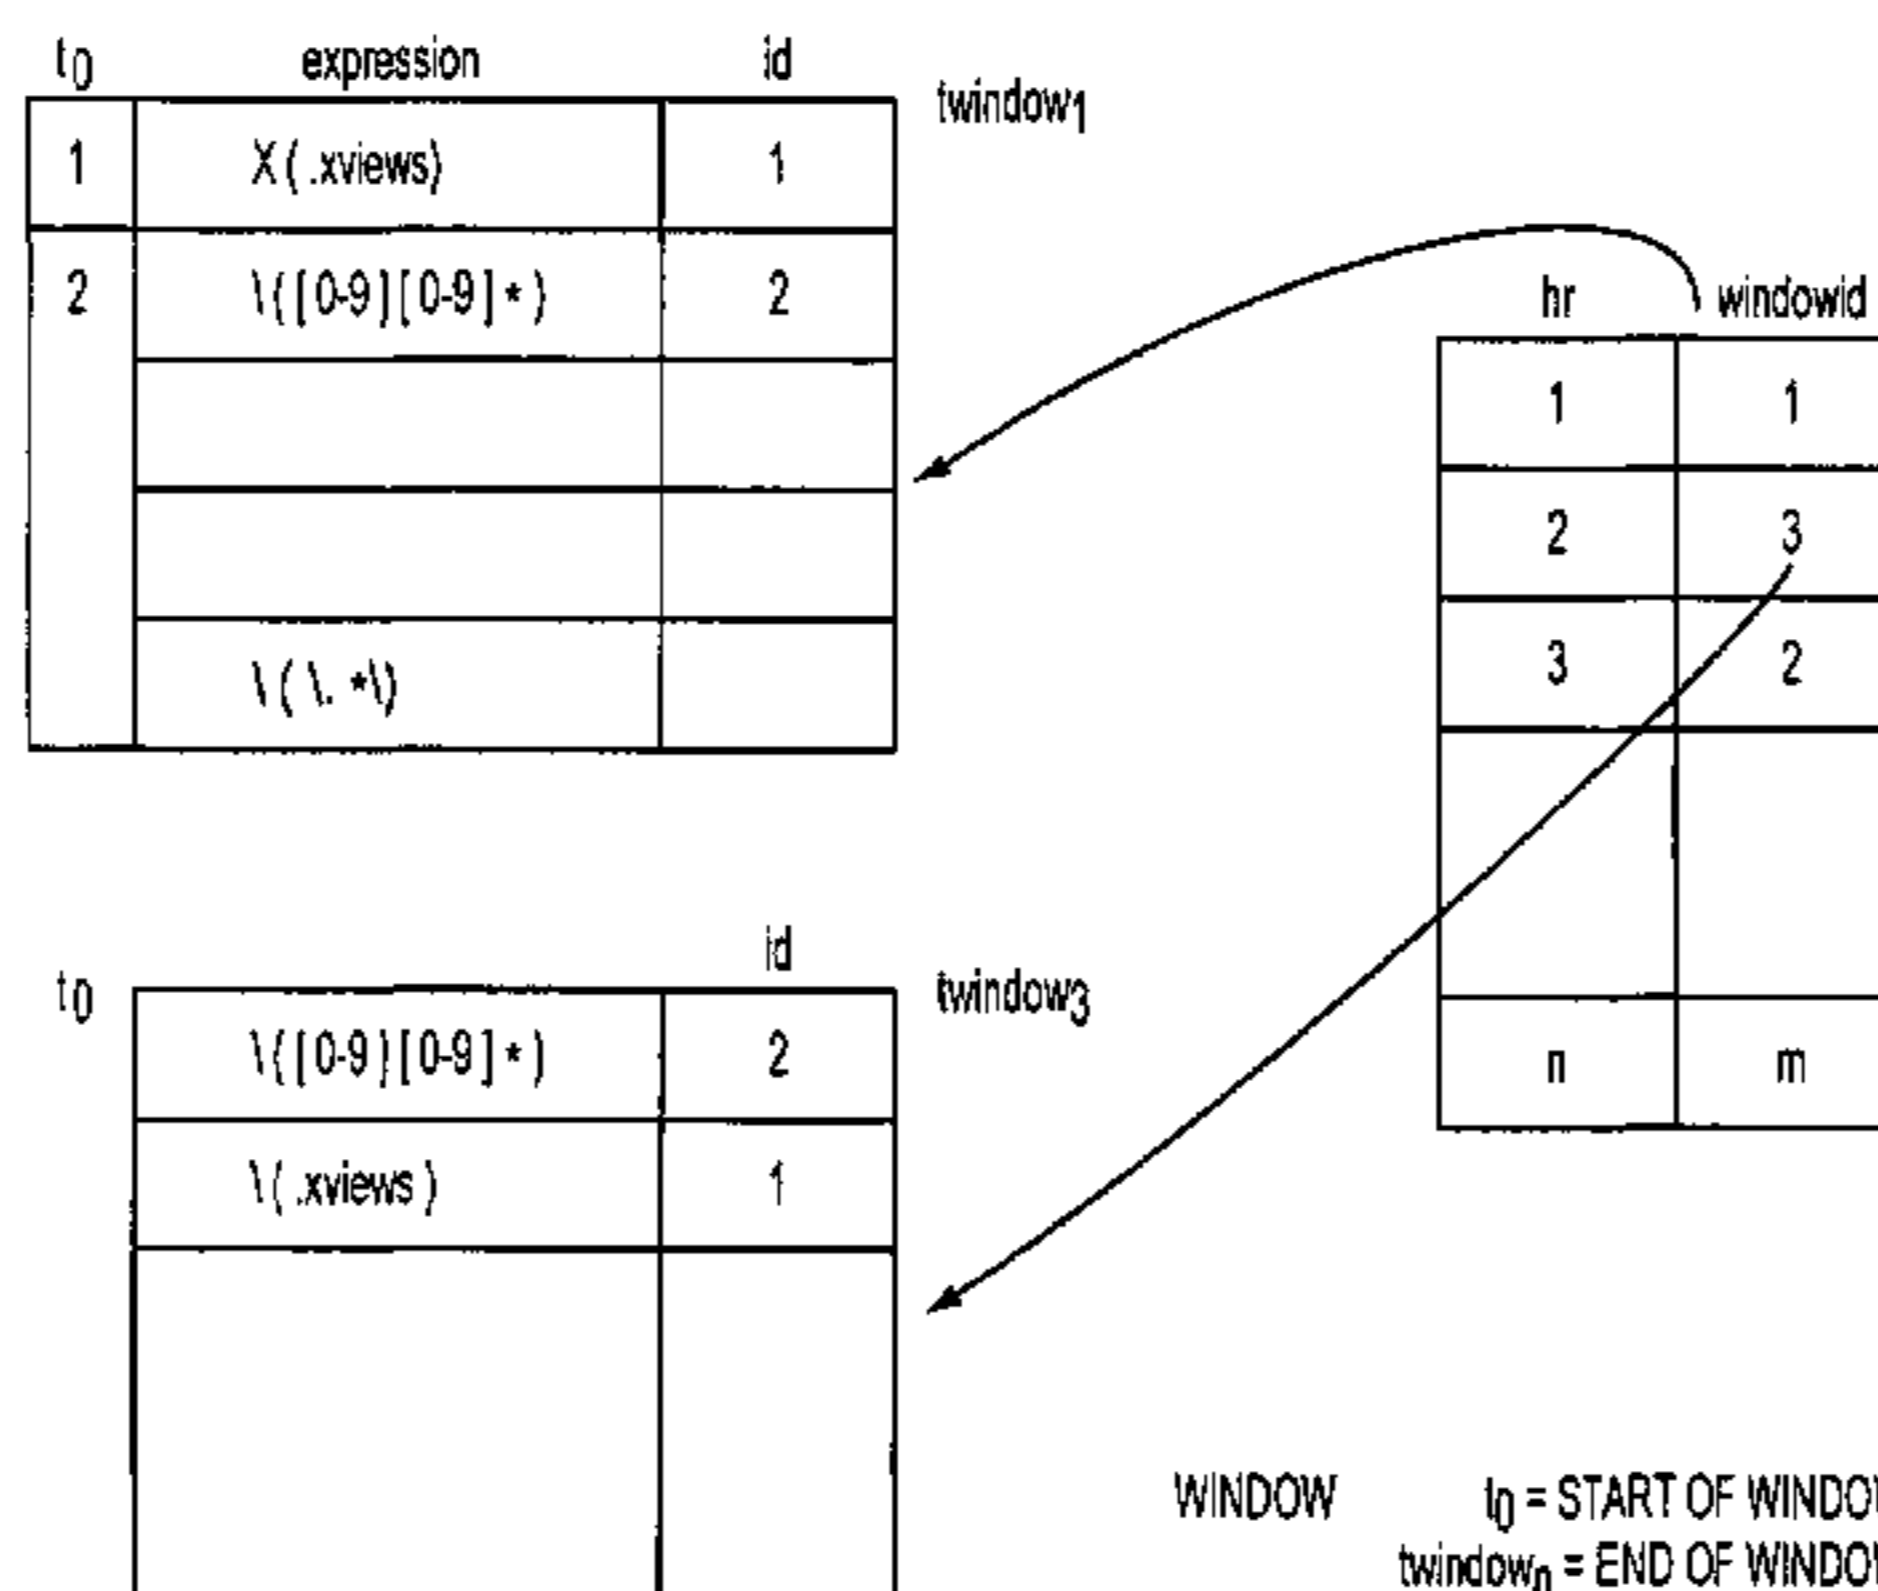 t0 expression id
twindow1
1 X ( .xviews) 1
2 \ ( [ 0-9 ] [ 0-9 ] * ) 2
\ ( \. *\)
hr windowid
1 1
2 3
3 2
n m
id
t0 twindow3
\ ( [ 0-9 ] [ 0-9 ] * ) 2
\ ( .xviews ) 1
WINDOW t0 = START OF WINDOW
twindown = END OF WINDOW